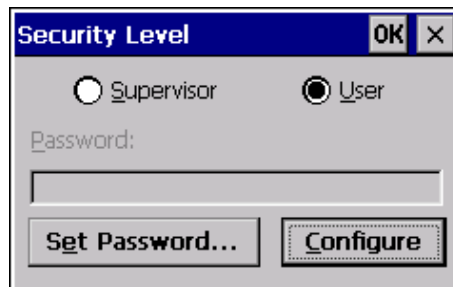 Security Level OK ×
Supervisor User
Password:
Set Password... Configure